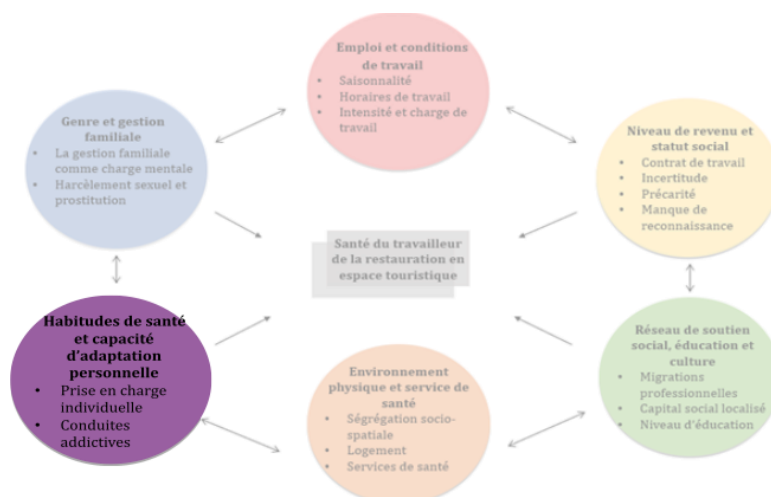 Emploi et conditions
de travail
• Saisonnalité
• Horaires de travail
• Intensité et charge de
travail
Genre et gestion
familiale
• La gestion familiale
comme charge mentale
• Harcèlement sexuel et
prostitution
Niveau de revenu et
statut social
• Contrat de travail
• Incertitude
• Précarité
• Manque de
reconnaissance
Santé du travailleur
de la restauration en
espace touristique
Habitudes de santé
et capacité
d'adaptation
personnelle
• Prise en charge
individuelle
• Conduites
addictives
Environnement
physique et service de
santé
• Ségrégation socio-
spatiale
• Logement
• Services de santé
Réseau de soutien
social, éducation et
culture
• Migrations
professionnelles
• Capital social localisé
• Niveau d'éducation